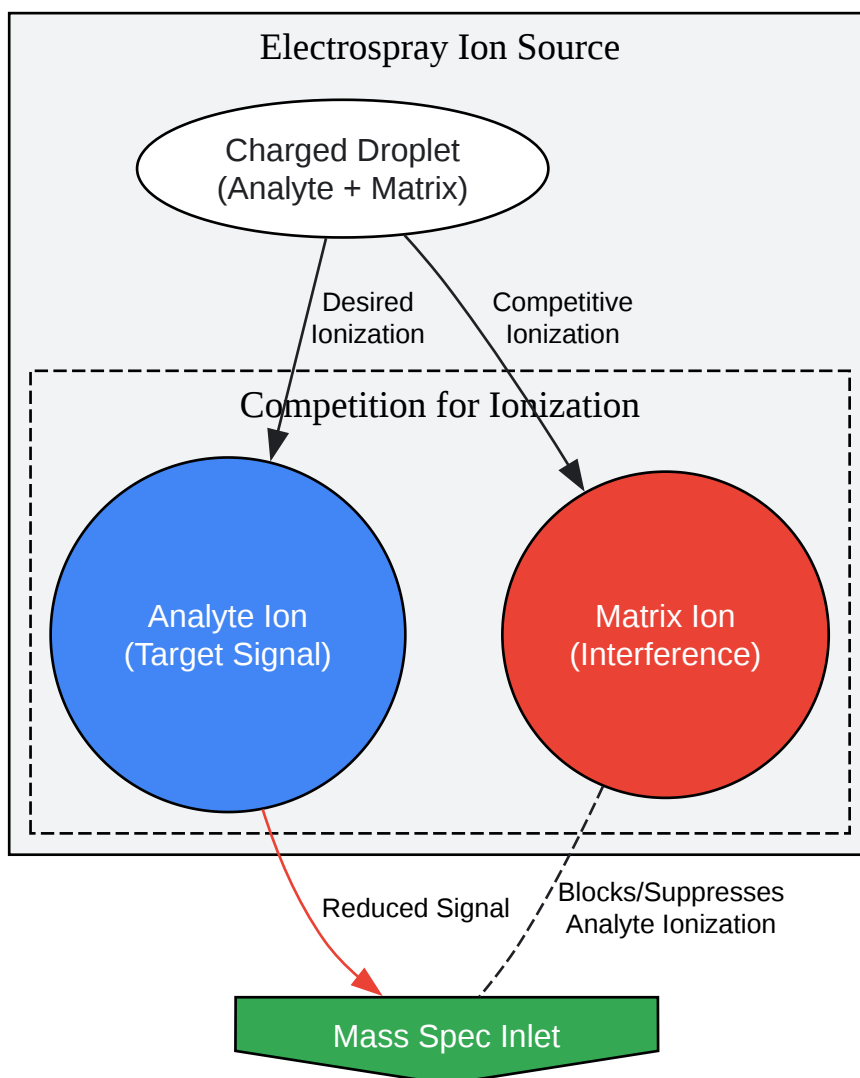 Electrospray Ion Source
Charged Droplet
(Analyte + Matrix)
Desired
Ionization
Competitive
Ionization
Competition for Ionization
Analyte Ion
(Target Signal)
Matrix Ion
(Interference)
Reduced Signal
Blocks/Suppresses
Analyte Ionization
Mass Spec Inlet